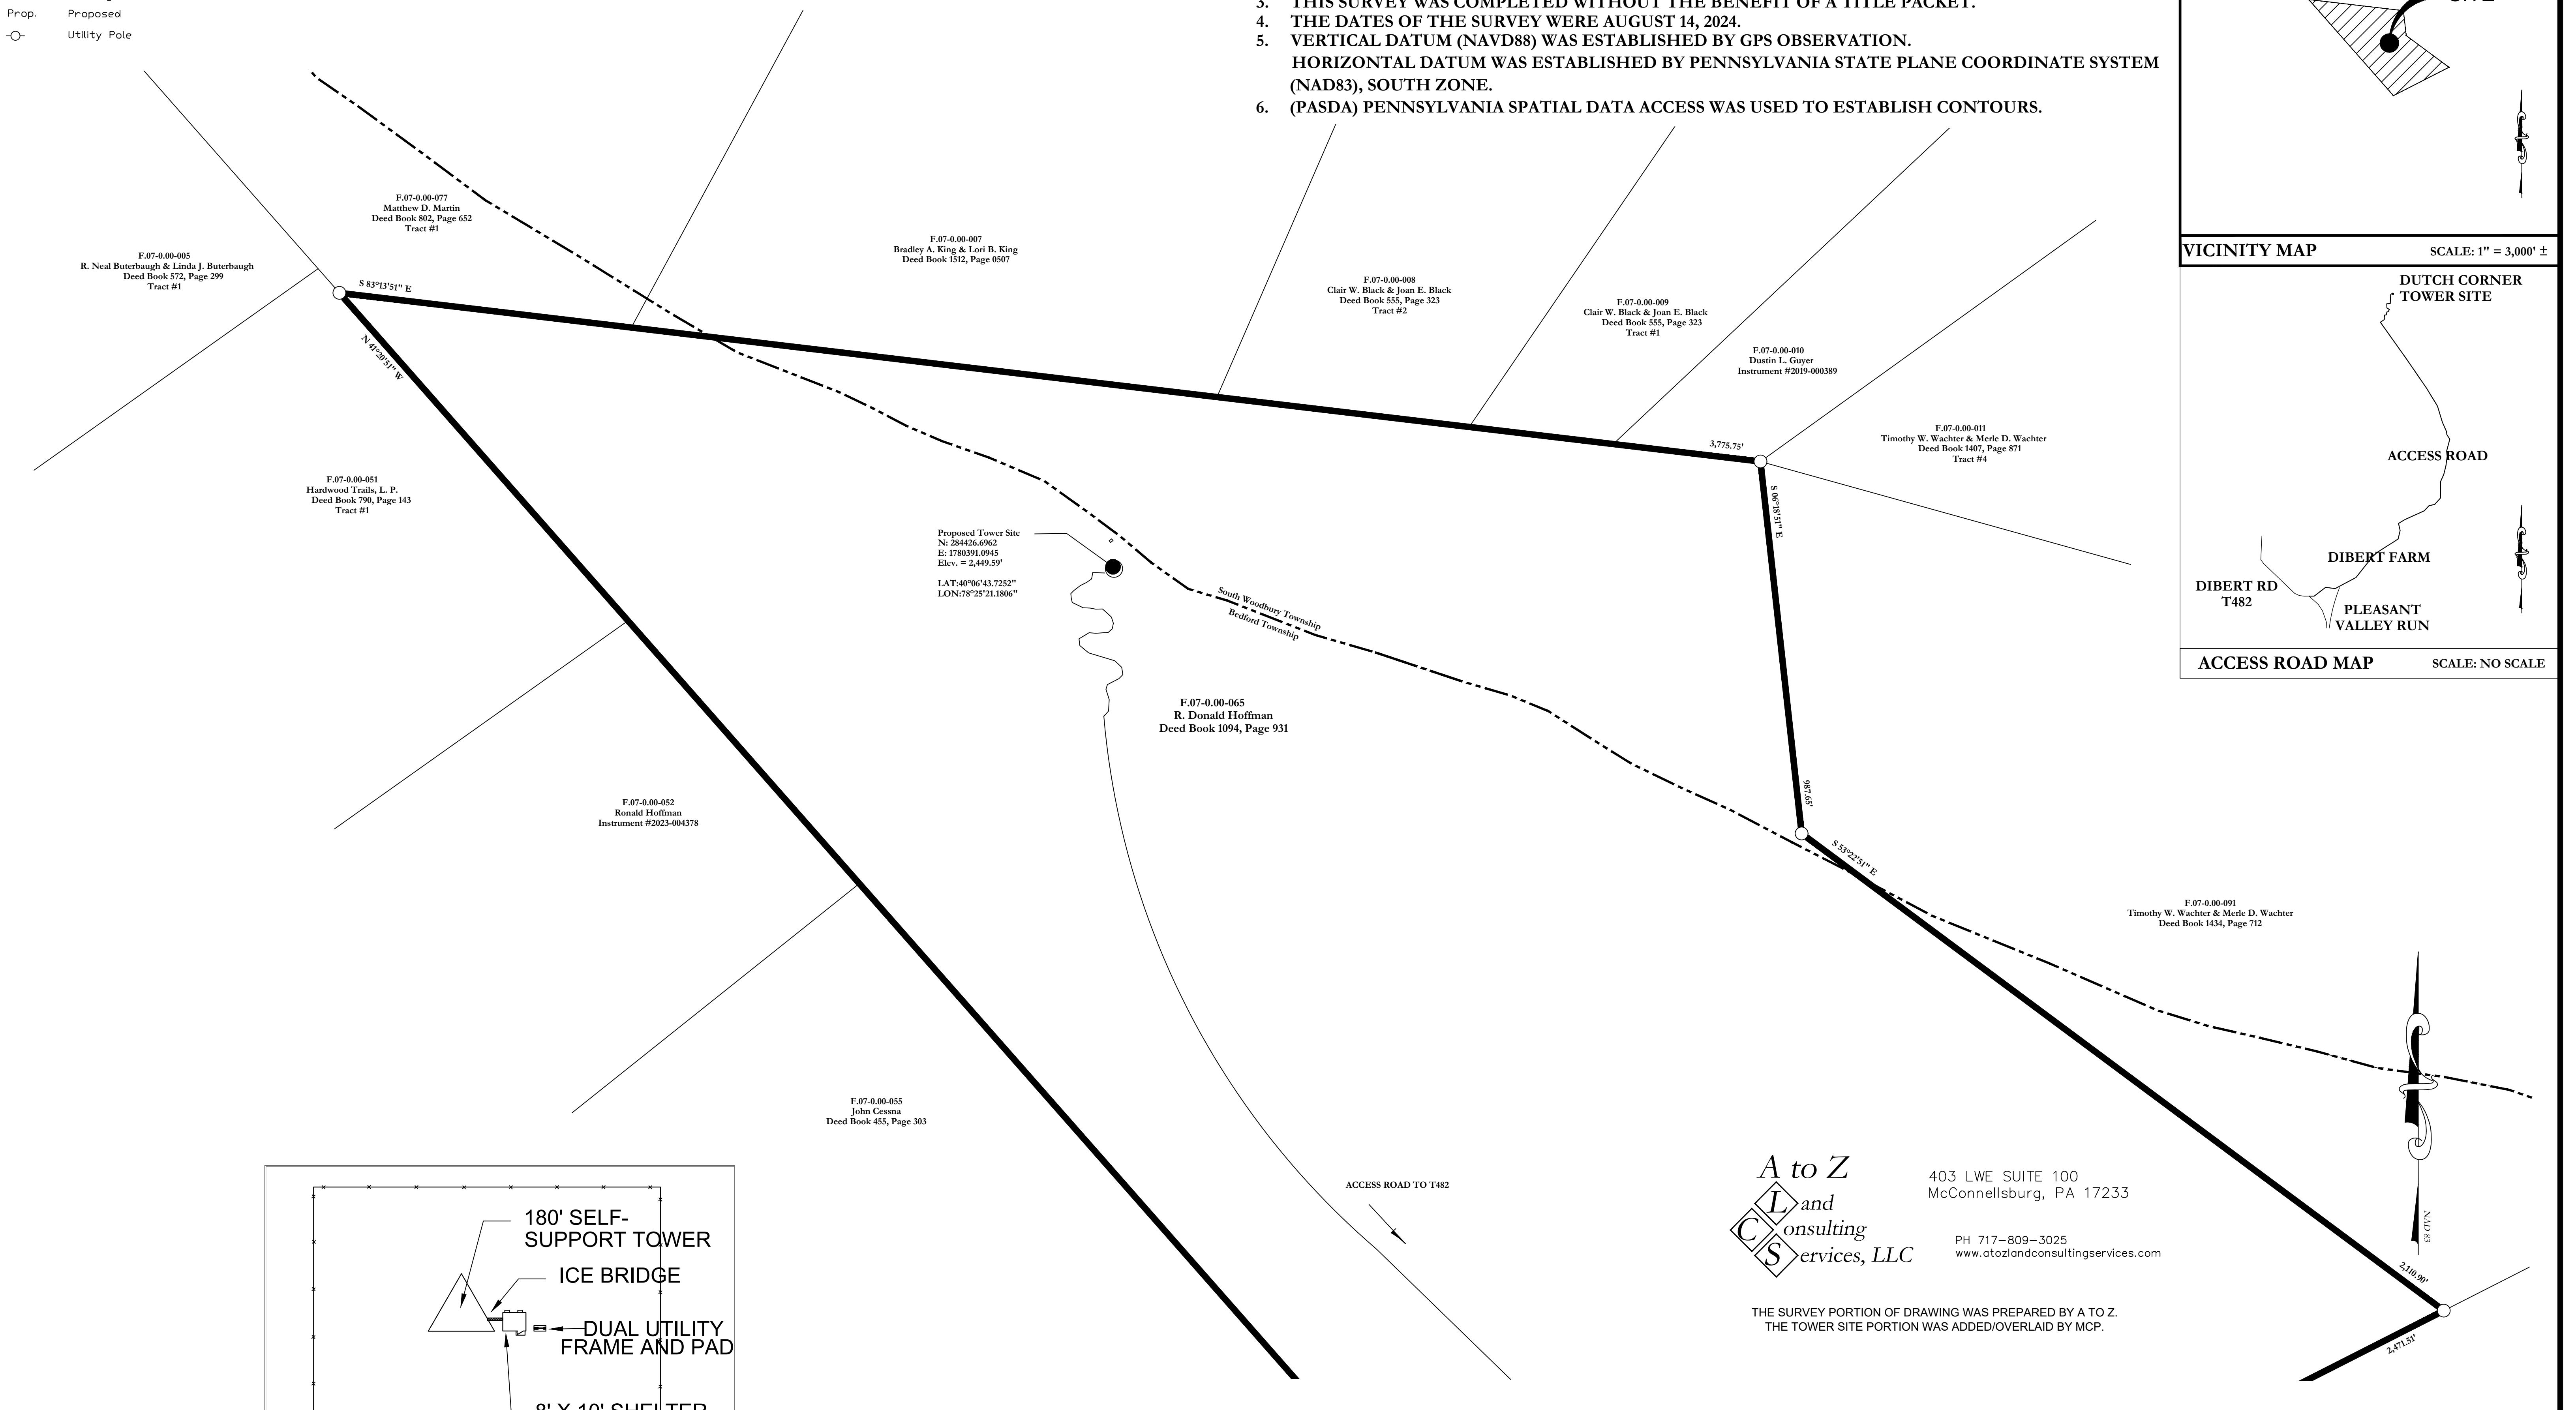 Prop. Proposed
Utility Pole
3. THIS SURVEY WAS COMPLETED WITHOUT THE BENEFIT OF A TITLE PACKET.
4. THE DATES OF THE SURVEY WERE AUGUST 14, 2024.
5. VERTICAL DATUM (NAVD88) WAS ESTABLISHED BY GPS OBSERVATION.
HORIZONTAL DATUM WAS ESTABLISHED BY PENNSYLVANIA STATE PLANE COORDINATE SYSTEM
(NAD83), SOUTH ZONE.
6. (PASDA) PENNSYLVANIA SPATIAL DATA ACCESS WAS USED TO ESTABLISH CONTOURS.
VICINITY MAP SCALE: 1" = 3,000' ±
DUTCH CORNER
TOWER SITE
ACCESS ROAD
DIBERT FARM
DIBERT RD
T482
PLEASANT
VALLEY RUN
ACCESS ROAD MAP SCALE: NO SCALE
F.07-0.00-077
Matthew D. Martin
Deed Book 802, Page 652
Tract #1
F.07-0.00-005
R. Neal Buterbaugh & Linda J. Buterbaugh
Deed Book 572, Page 299
Tract #1
F.07-0.00-007
Bradley A. King & Lori B. King
Deed Book 1512, Page 0507
F.07-0.00-008
Clair W. Black & Joan E. Black
Deed Book 555, Page 323
Tract #2
F.07-0.00-009
Clair W. Black & Joan E. Black
Deed Book 555, Page 323
Tract #1
F.07-0.00-010
Dustin L. Guyer
Instrument #2019-000389
F.07-0.00-011
Timothy W. Wachter & Merle D. Wachter
Deed Book 1407, Page 871
Tract #4
S 83°13'51" E
3,775.75'
N 41°20'51" W
S 06°18'51" E
987.65'
F.07-0.00-051
Hardwood Trails, L. P.
Deed Book 790, Page 143
Tract #1
Proposed Tower Site
N: 284426.6962
E: 1780391.0945
Elev. = 2,449.59'
LAT:40°06'43.7252"
LON:78°25'21.1806"
South Woodbury Township
Bedford Township
F.07-0.00-065
R. Donald Hoffman
Deed Book 1094, Page 931
F.07-0.00-052
Ronald Hoffman
Instrument #2023-004378
S 53°22'51" E
F.07-0.00-091
Timothy W. Wachter & Merle D. Wachter
Deed Book 1434, Page 712
F.07-0.00-055
John Cessna
Deed Book 455, Page 303
ACCESS ROAD TO T482
A to Z
Land
Consulting
Services, LLC
403 LWE SUITE 100
McConnellsburg, PA 17233
PH 717-809-3025
www.atozlandconsultingservices.com
THE SURVEY PORTION OF DRAWING WAS PREPARED BY A TO Z.
THE TOWER SITE PORTION WAS ADDED/OVERLAID BY MCP.
NAD 83
2,110.90'
2,471.51'
180' SELF-
SUPPORT TOWER
ICE BRIDGE
DUAL UTILITY
FRAME AND PAD
8' X 10' SHELTER